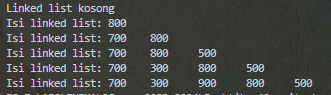 Linked list kosong
Isi linked list: 800
Isi linked list: 700 800
Isi linked list: 700 800 500
Isi linked list: 700 300 800 500
Isi linked list: 700 300 900 800 500